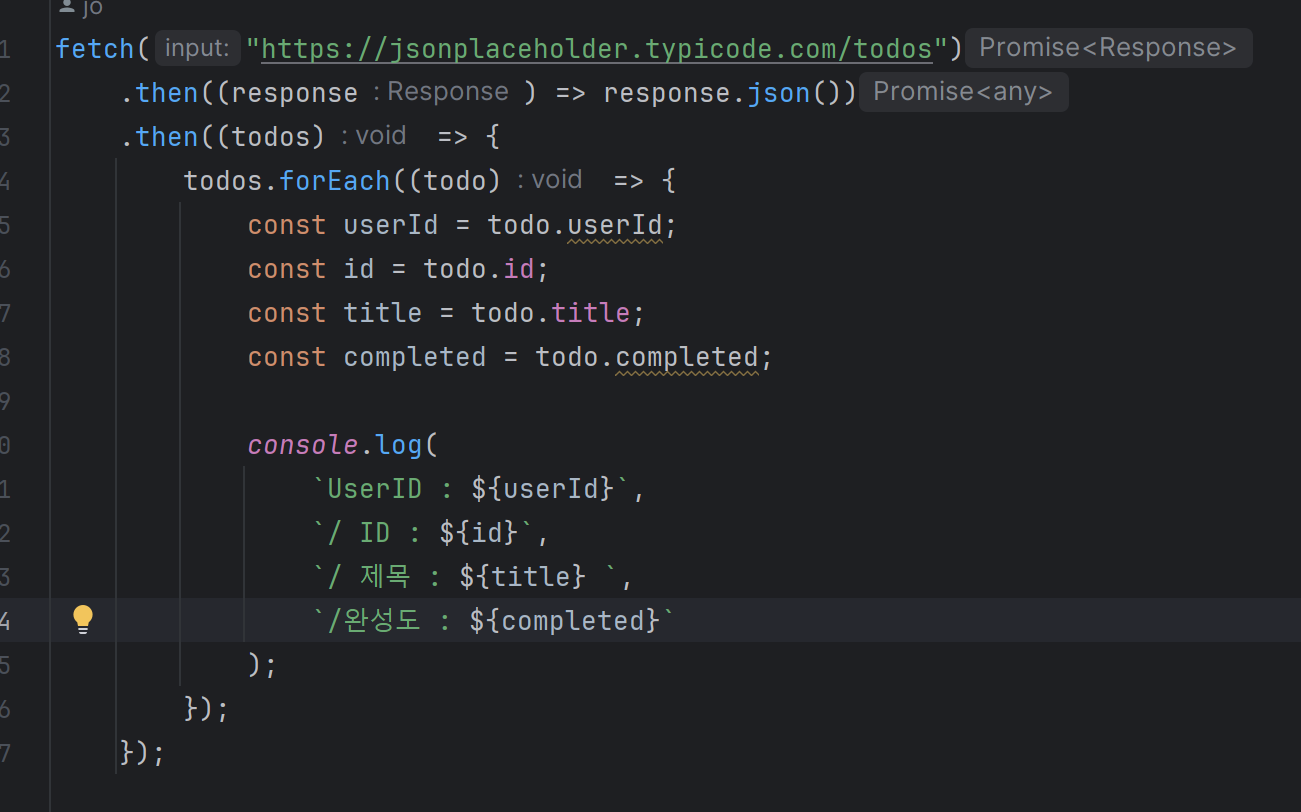 jo
1 fetch( input: "https://jsonplaceholder.typicode.com/todos") Promise<Response>
2 .then((response : Response ) => response.json()) Promise<any>
3 .then((todos) : void => {
4 todos.forEach((todo) : void => {
5 const userId = todo.userId;
6 const id = todo.id;
7 const title = todo.title;
8 const completed = todo.completed;
9
0 console.log(
1 `UserID : ${userId}`,
2 `/ ID : ${id}`,
3 `/ 제목 : ${title} `,
4 `/완성도 : ${completed}`
5 );
6 });
7 });